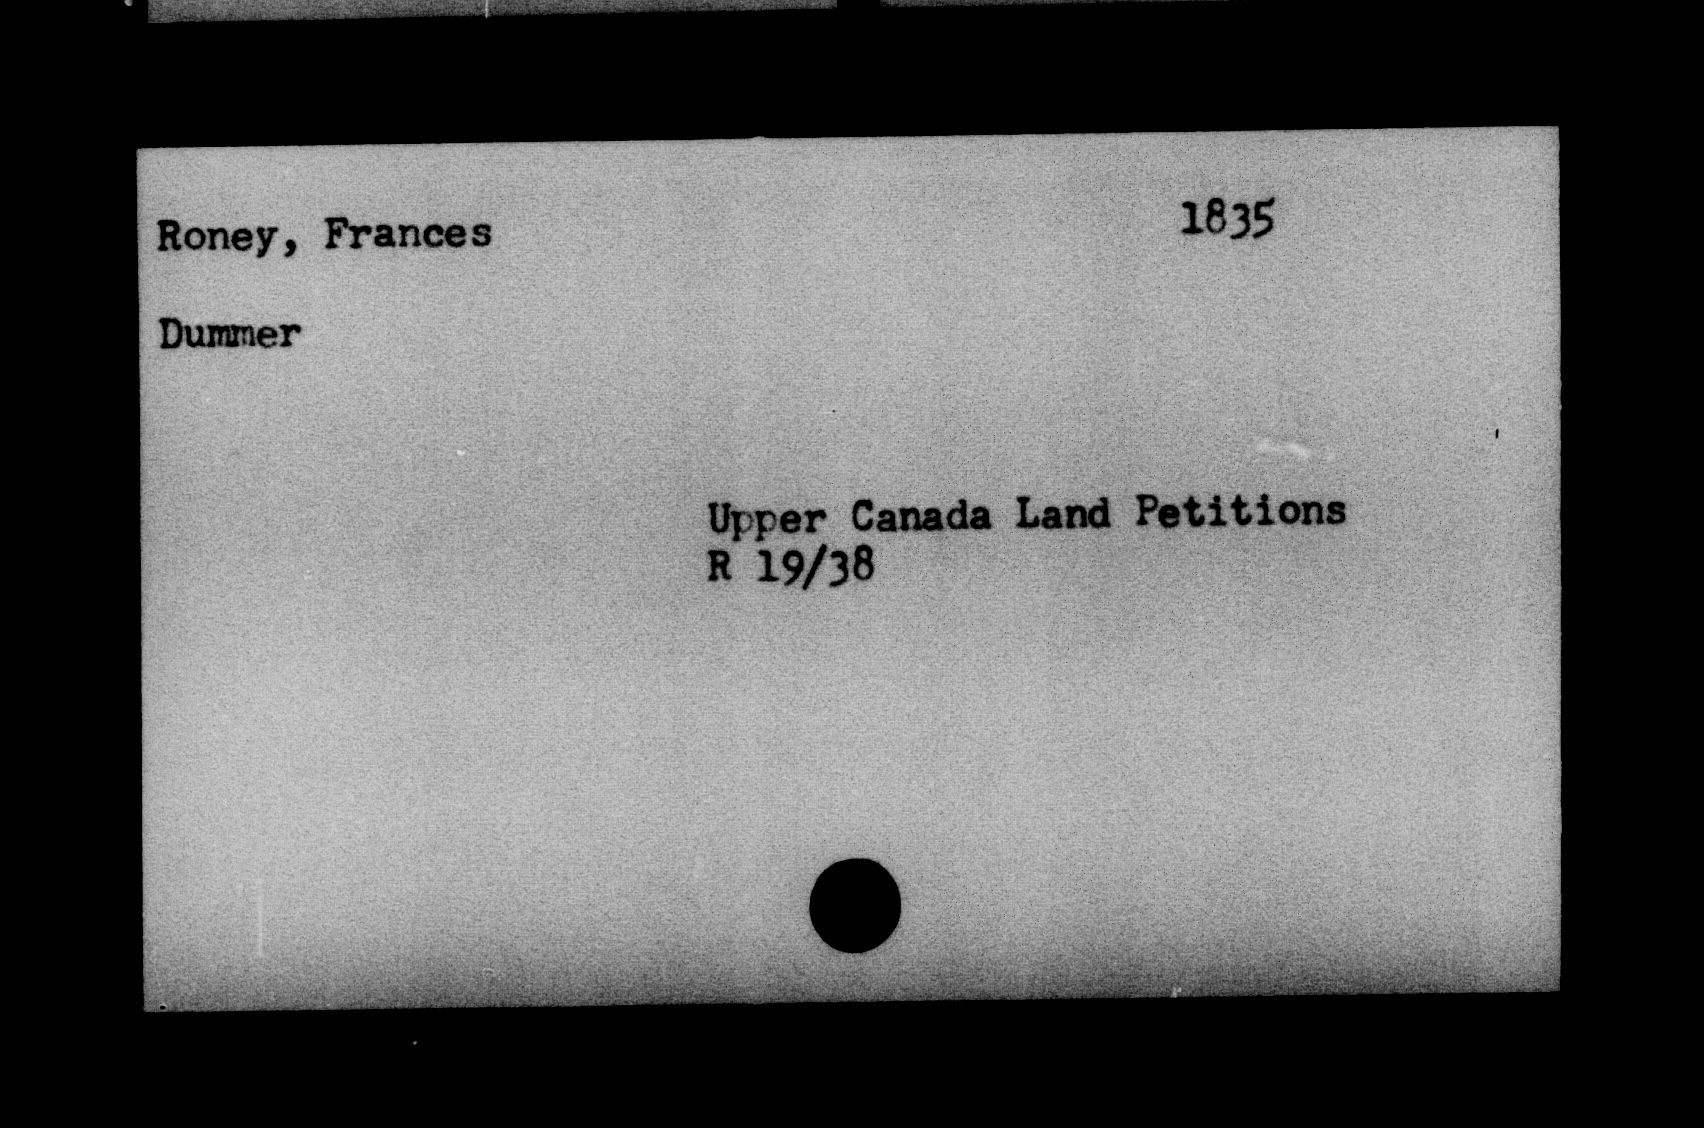 Roney, Frances 1835
Dummer
Upper Canada Land Petitions
R 19/38